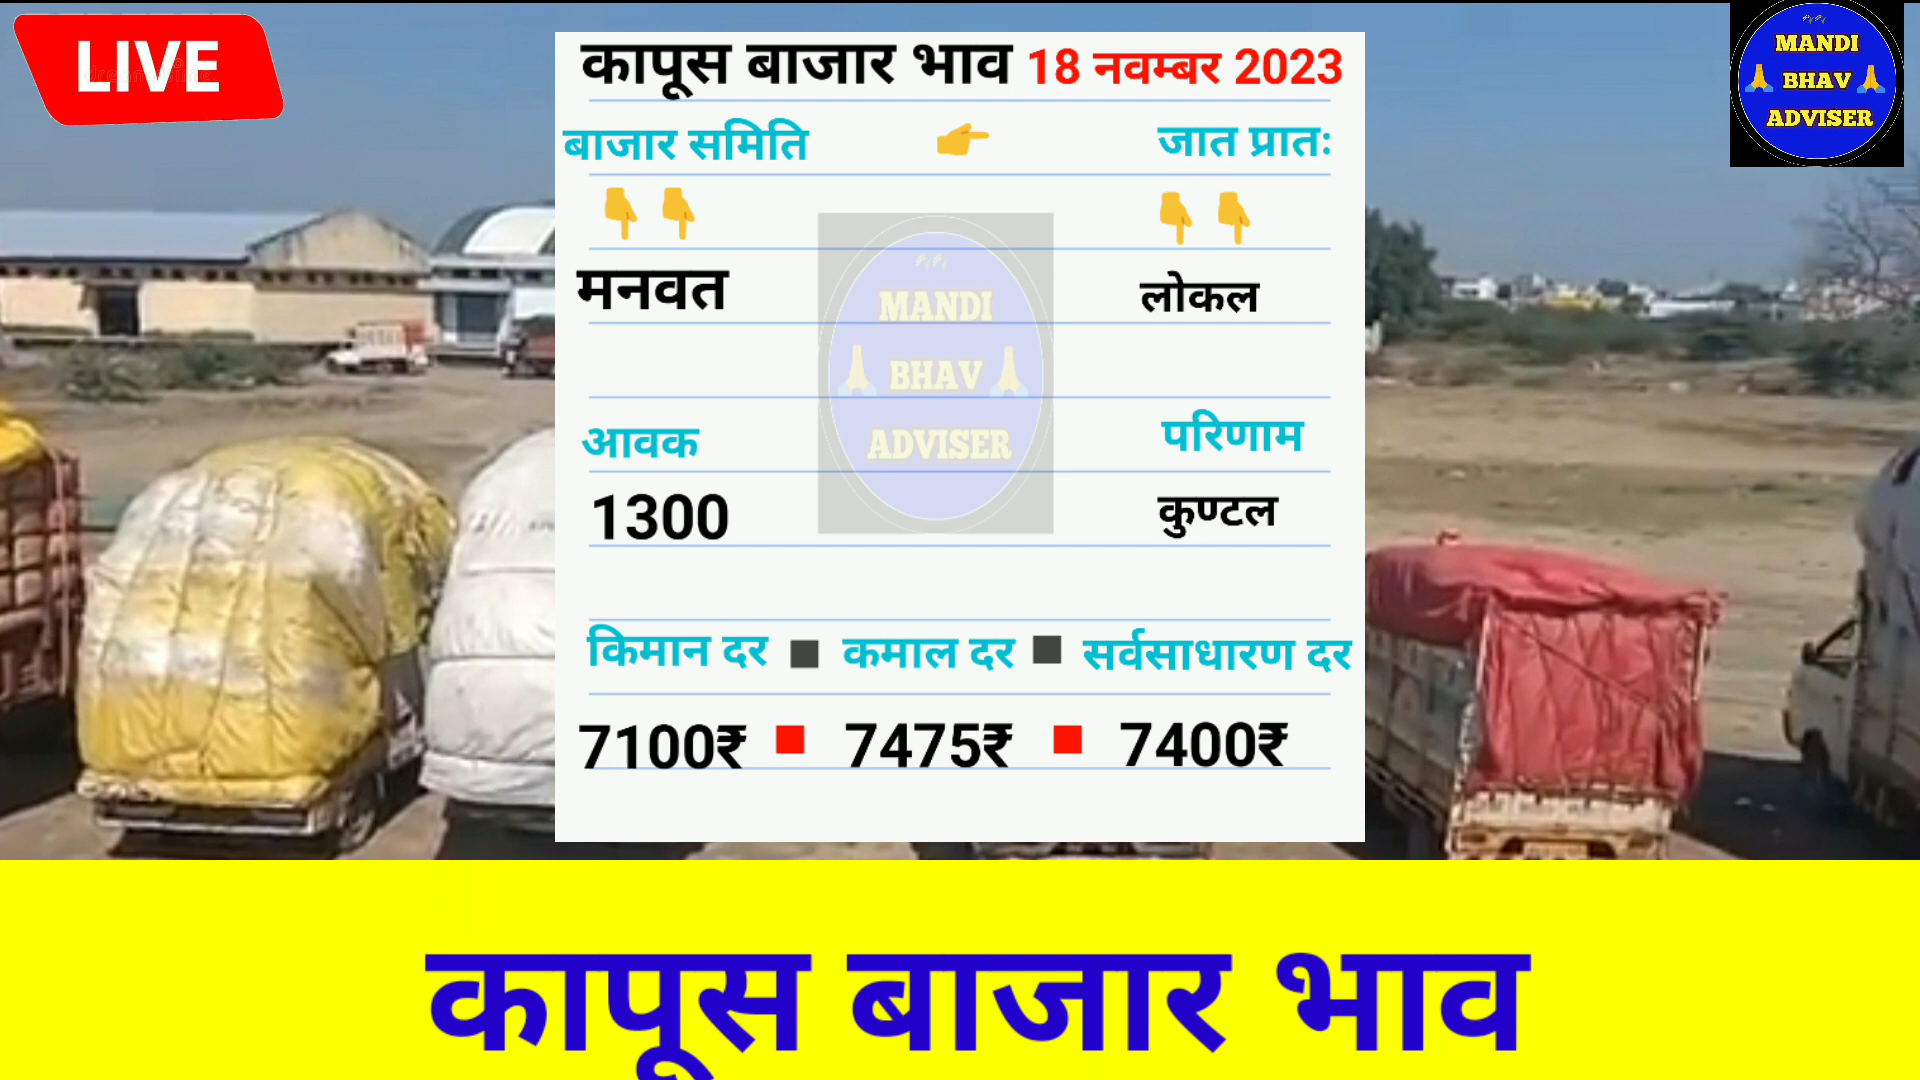 LIVE
कापूस बाजार भाव 18 नवम्बर 2023
MANDI
BHAV
ADVISER
बाजार समिति 👉 जात प्रातः
👇👇 👇👇
मनवत लोकल
MANDI
BHAV
ADVISER
आवक परिणाम
1300 कुण्टल
किमान दर ▪ कमाल दर ▪ सर्वसाधारण दर
7100₹ 7475₹ 7400₹
कापूस बाजार भाव